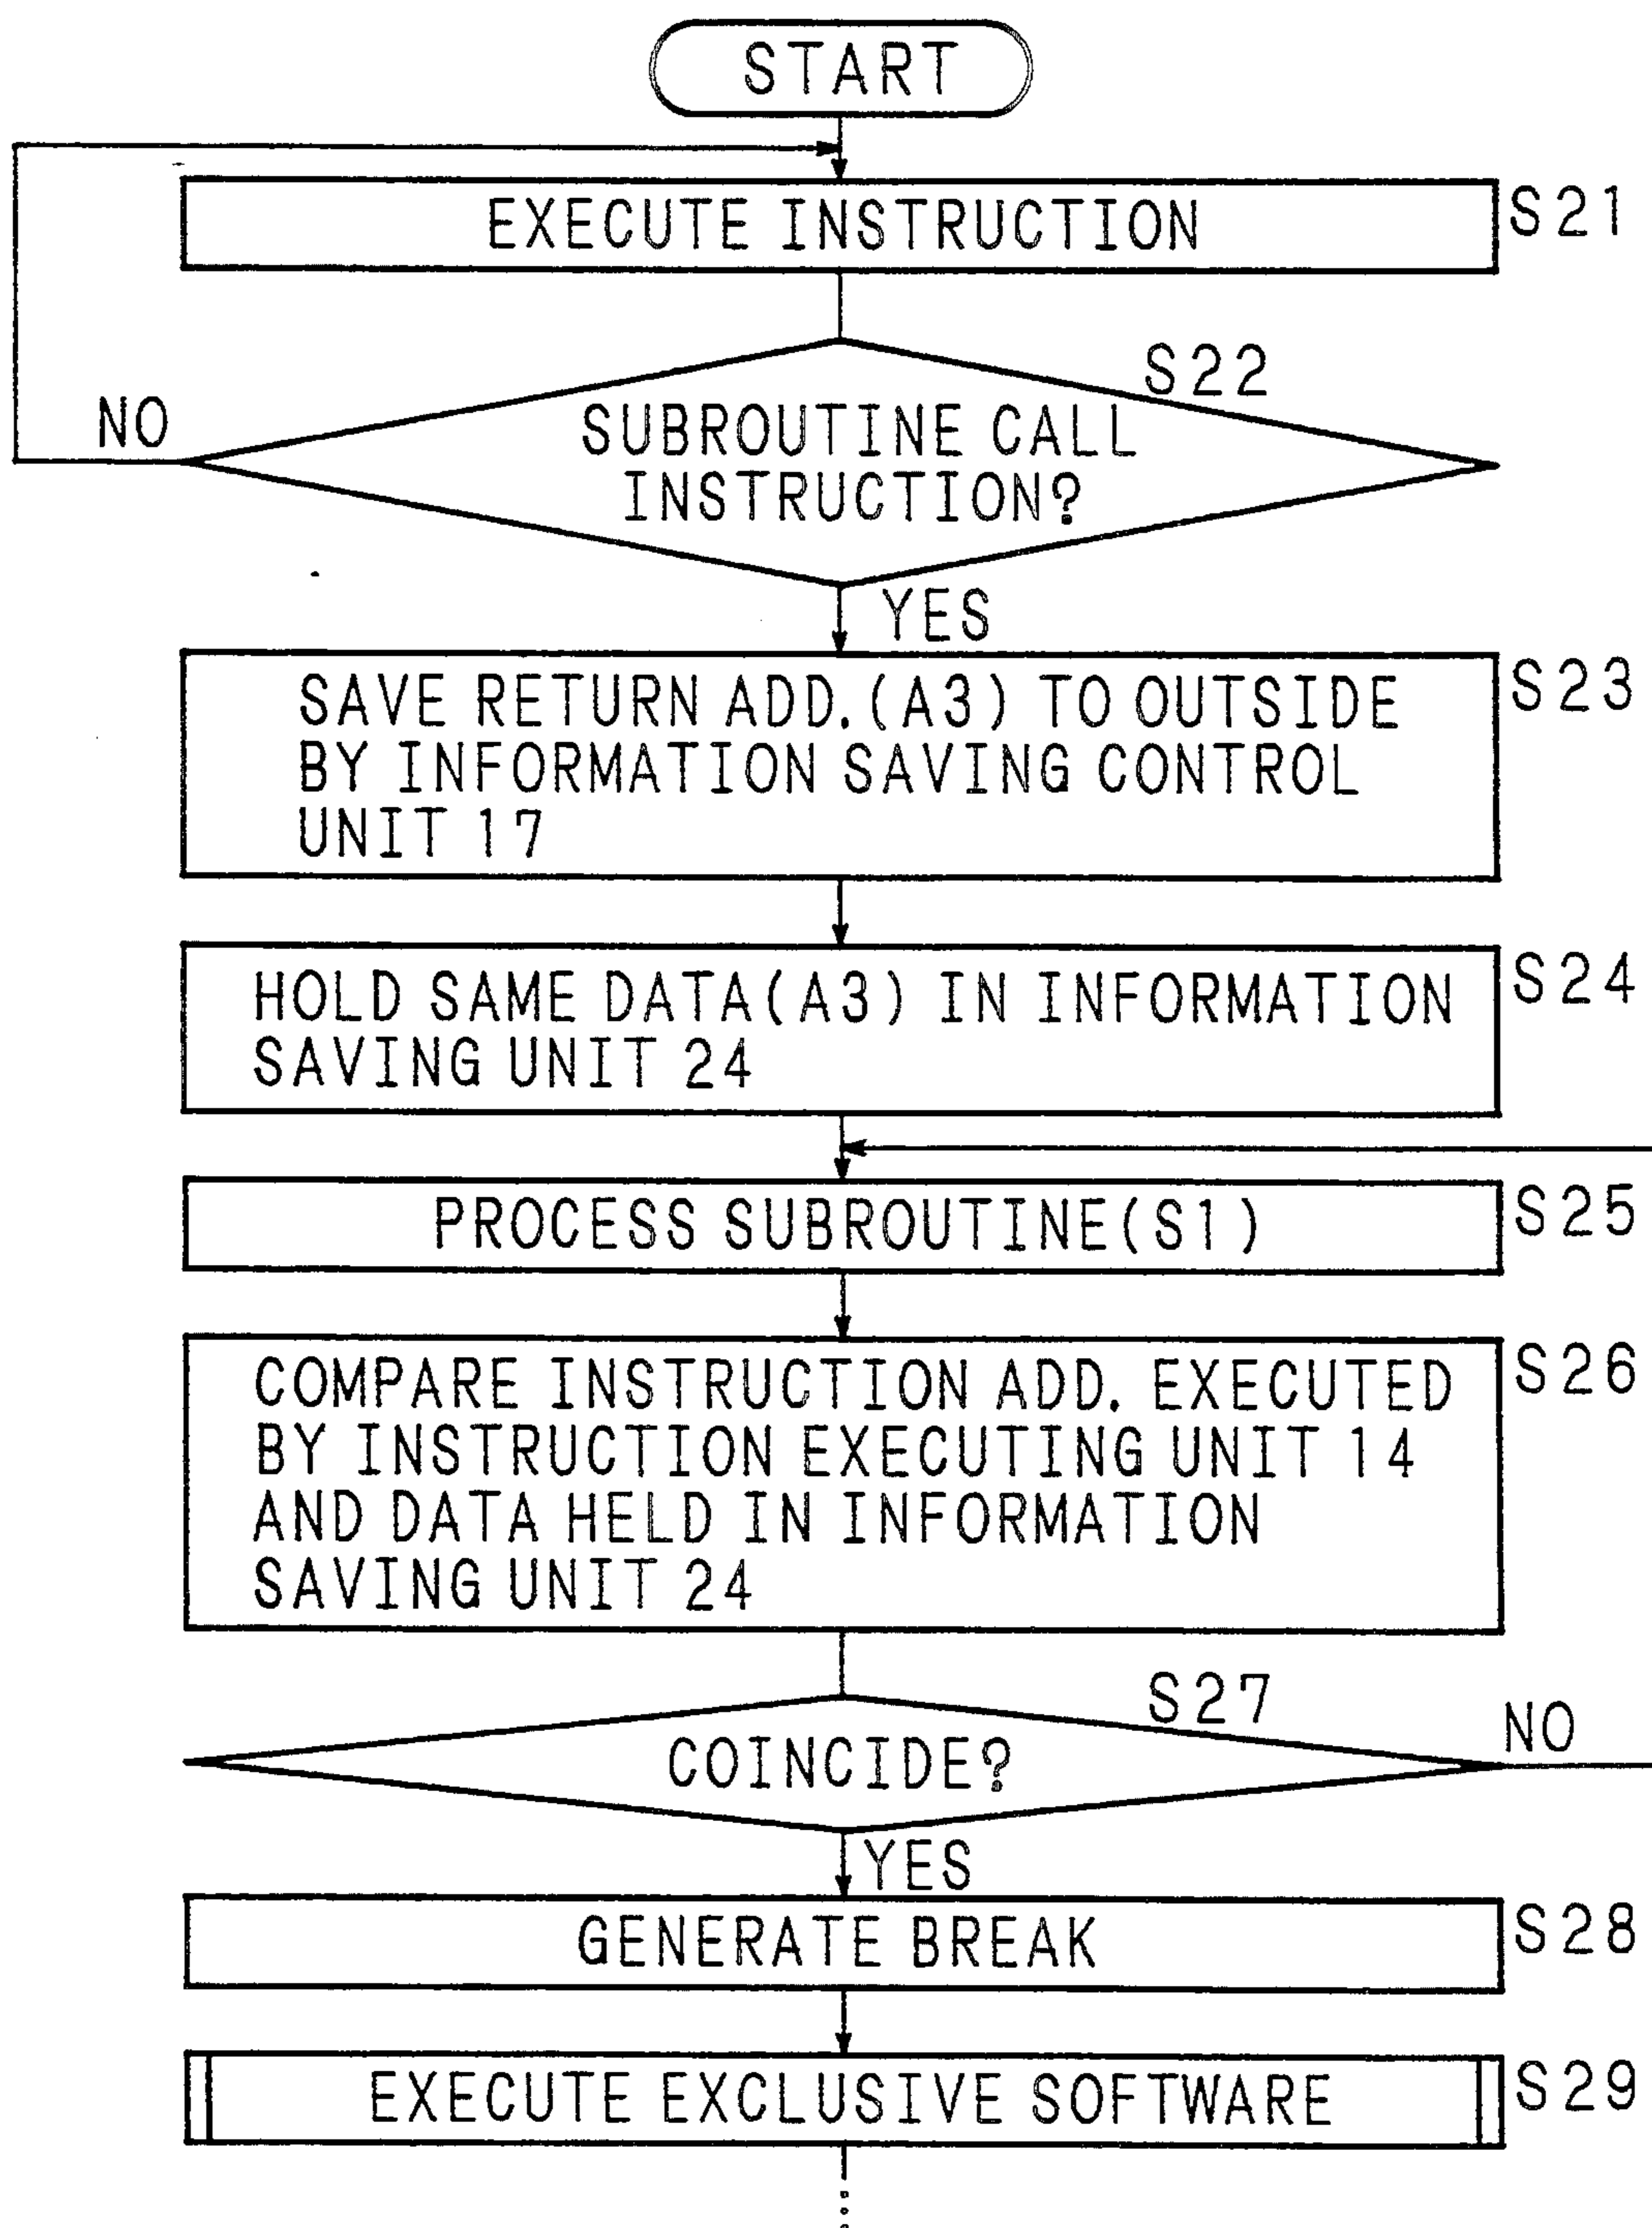 START
EXECUTE INSTRUCTION
S21
S22
NO
SUBROUTINE CALL
INSTRUCTION?
YES
SAVE RETURN ADD.(A3) TO OUTSIDE
BY INFORMATION SAVING CONTROL
UNIT 17
S23
HOLD SAME DATA(A3) IN INFORMATION
SAVING UNIT 24
S24
PROCESS SUBROUTINE(S1)
S25
COMPARE INSTRUCTION ADD. EXECUTED
BY INSTRUCTION EXECUTING UNIT 14
AND DATA HELD IN INFORMATION
SAVING UNIT 24
S26
S27
COINCIDE?
NO
YES
GENERATE BREAK
S28
EXECUTE EXCLUSIVE SOFTWARE
S29